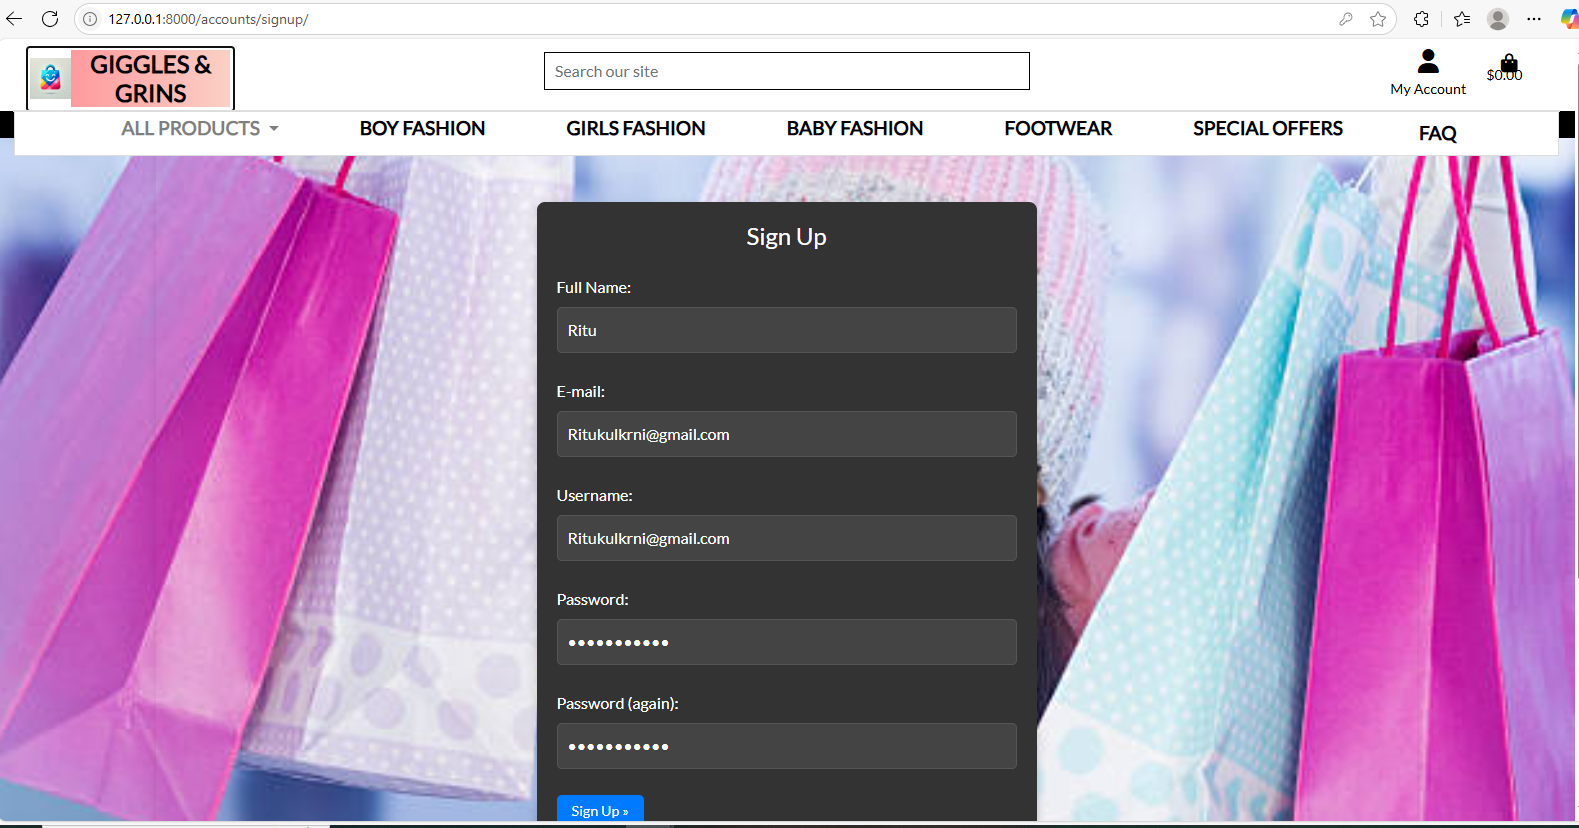 127.0.0.1:8000/accounts/signup/
GIGGLES &
GRINS
Search our site
My Account
$0.00
ALL PRODUCTS
BOY FASHION
GIRLS FASHION
BABY FASHION
FOOTWEAR
SPECIAL OFFERS
FAQ
Sign Up
Full Name:
Ritu
E-mail:
Ritukulkrni@gmail.com
Username:
Ritukulkrni@gmail.com
Password:
•••••••••••
Password (again):
•••••••••••
Sign Up »